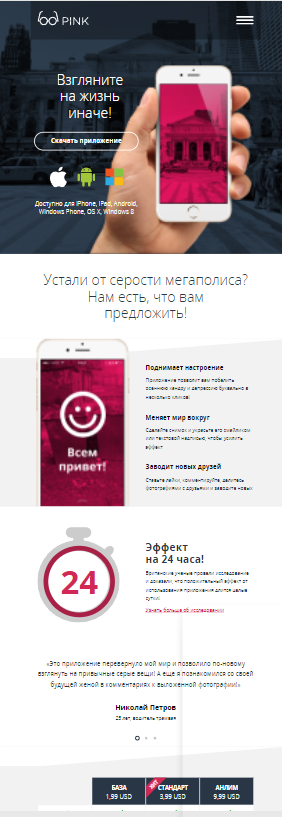 PINK
Взгляните
на жизнь
иначе!
Скачать приложение
Доступно для iPhone, iPad, Android,
Windows Phone, OS X, Windows 8
Устали от серости мегаполиса?
Нам есть, что вам
предложить!
Всем
привет!
Поднимает настроение
Приложение позволит вам побелить
осеннюю хандру и депрессию буквально в
несколько кликов!
Меняет мир вокруг
Сделайте снимок и украсьте его смайликом
или текстовой надписью, чтобы усилить
эффект
Заводит новых друзей
Ставьте лайки, комментируйте, делитесь
фотографиями с друзьями и заводите новых
24
Эффект
на 24 часа!
Британские ученые провели исследование
и доказали, что положительный эффект от
использования приложения длится целые
сутки!
Узнать больше об исследовании
«Это приложение перевернуло мой мир и позволило по-новому
взглянуть на привычные серые вещи! А еще я познакомился со своей
будущей женой в комментариях к выложенной фотографии!»
Николай Петров
25 лет, водитель трамвая
БАЗА
1,99 USD
ХИТ
СТАНДАРТ
3,99 USD
АНЛИМ
9,99 USD